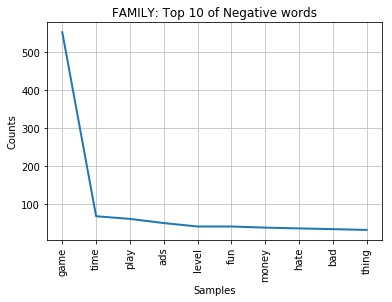 FAMILY: Top 10 of Negative words
Counts
500
400
300
200
100
game
time
play
ads
level
fun
money
hate
bad
thing
Samples